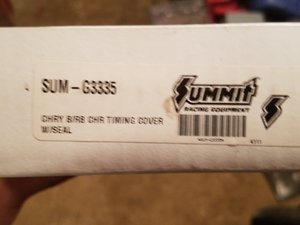 SUM-G3335
SUMMIT
RACING EQUIPMENT
CHRY B/RB CHR TIMING COVER
W/SEAL